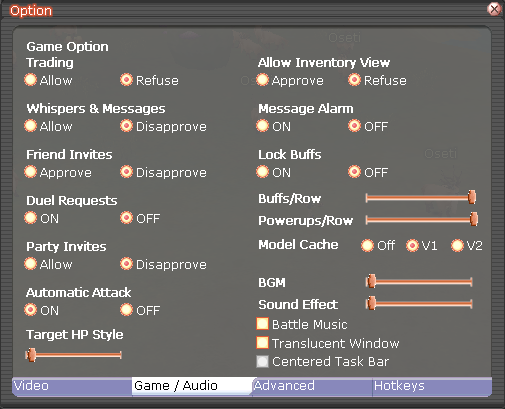 Option
Game Option
Trading
Allow Refuse
Whispers & Messages
Allow Disapprove
Friend Invites
Approve Disapprove
Duel Requests
ON OFF
Party Invites
Allow Disapprove
Automatic Attack
ON OFF
Target HP Style
Allow Inventory View
Approve Refuse
Message Alarm
ON OFF
Lock Buffs
ON OFF
Buffs/Row
Powerups/Row
Model Cache Off V1 V2
BGM
Sound Effect
Battle Music
Translucent Window
Centered Task Bar
Video Game / Audio Advanced Hotkeys